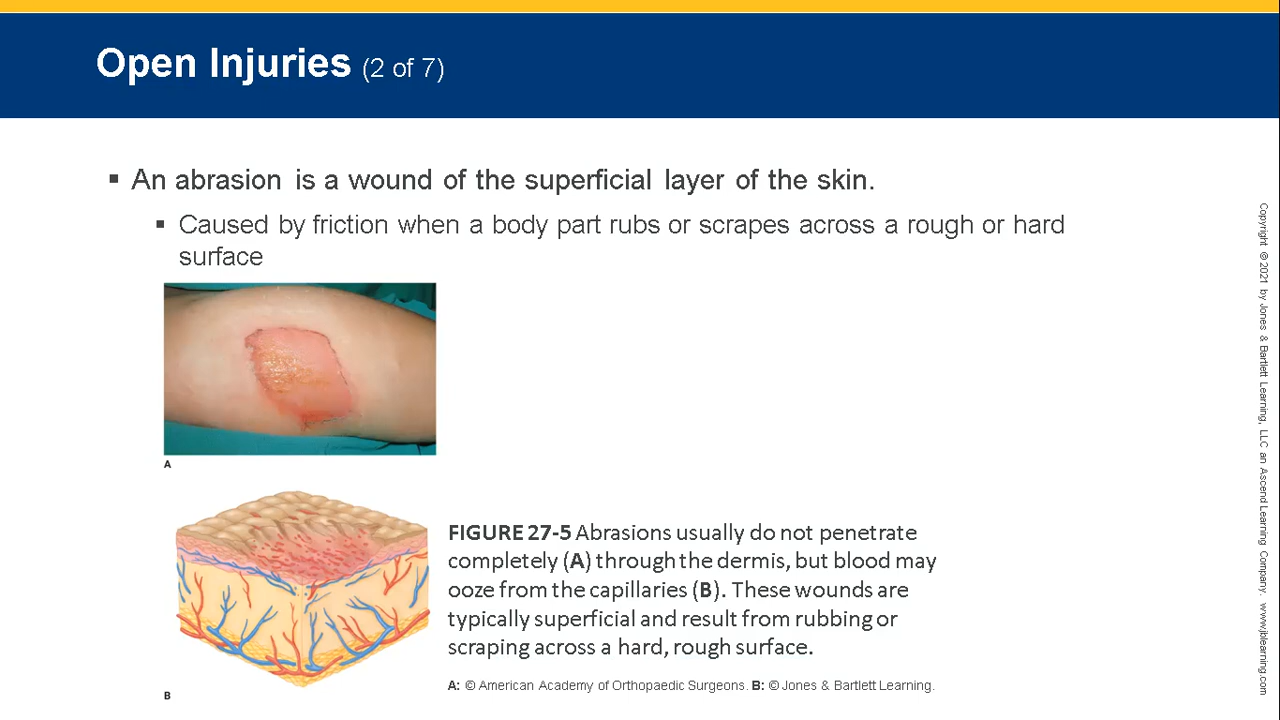 Open Injuries (2 of 7)
▪ An abrasion is a wound of the superficial layer of the skin.
▪ Caused by friction when a body part rubs or scrapes across a rough or hard
surface
A
B
FIGURE 27-5 Abrasions usually do not penetrate
completely (A) through the dermis, but blood may
ooze from the capillaries (B). These wounds are
typically superficial and result from rubbing or
scraping across a hard, rough surface.
A: © American Academy of Orthopaedic Surgeons. B: © Jones & Bartlett Learning.
Copyright © 2021 by Jones & Bartlett Learning, LLC an Ascend Learning Company. www.jblearning.com